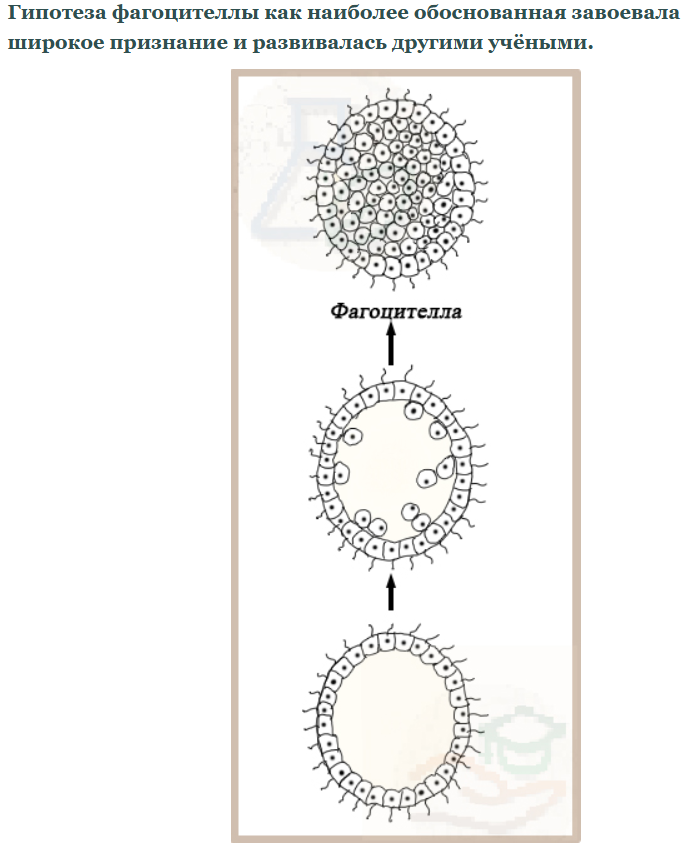 Гипотеза фагоцителлы как наиболее обоснованная завоевала
широкое признание и развивалась другими учёными.
Фагоцителла